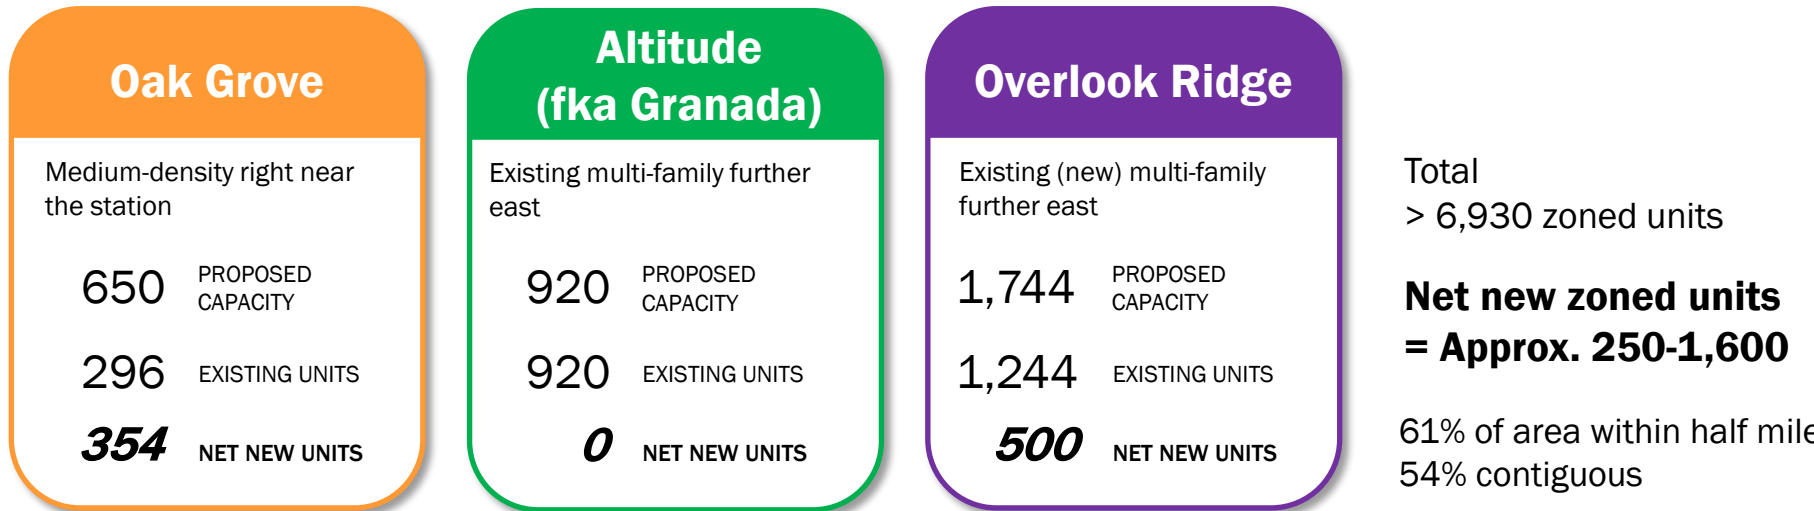 Oak Grove
Medium-density right near
the station
650 PROPOSED
CAPACITY
296 EXISTING UNITS
354 NET NEW UNITS
Altitude
(fka Granada)
Existing multi-family further
east
920 PROPOSED
CAPACITY
920 EXISTING UNITS
0 NET NEW UNITS
Overlook Ridge
Existing (new) multi-family
further east
1,744 PROPOSED
CAPACITY
1,244 EXISTING UNITS
500 NET NEW UNITS
Total
> 6,930 zoned units
Net new zoned units
= Approx. 250-1,600
61% of area within half mile
54% contiguous